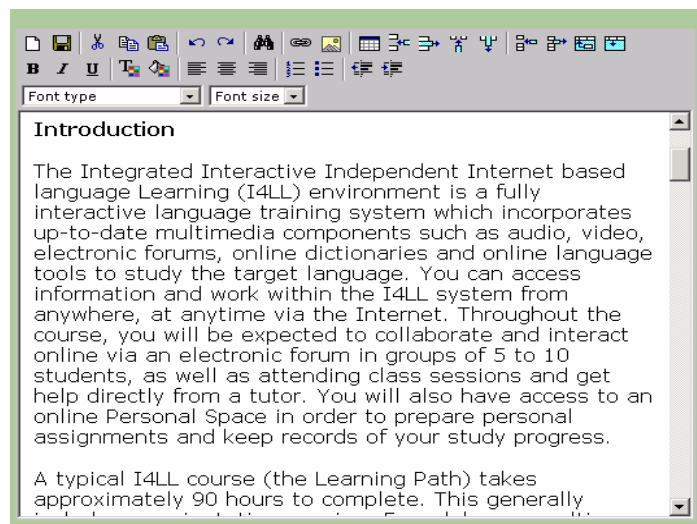 B I U
Font type Font size
Introduction
The Integrated Interactive Independent Internet based
language Learning (I4LL) environment is a fully
interactive language training system which incorporates
up-to-date multimedia components such as audio, video,
electronic forums, online dictionaries and online language
tools to study the target language. You can access
information and work within the I4LL system from
anywhere, at anytime via the Internet. Throughout the
course, you will be expected to collaborate and interact
online via an electronic forum in groups of 5 to 10
students, as well as attending class sessions and get
help directly from a tutor. You will also have access to an
online Personal Space in order to prepare personal
assignments and keep records of your study progress.
A typical I4LL course (the Learning Path) takes
approximately 90 hours to complete. This generally